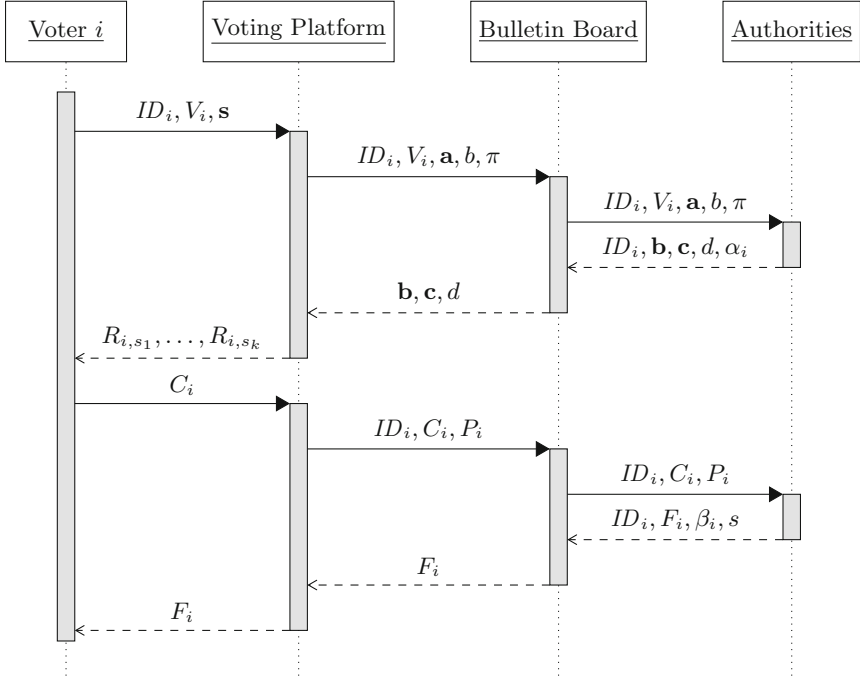 Voter i
Voting Platform
Bulletin Board
Authorities
ID_i, V_i, s
ID_i, V_i, a, b, π
ID_i, V_i, a, b, π
ID_i, b, c, d, α_i
b, c, d
R_{i,s_1}, ..., R_{i,s_k}
C_i
ID_i, C_i, P_i
ID_i, C_i, P_i
ID_i, F_i, β_i, s
F_i
F_i